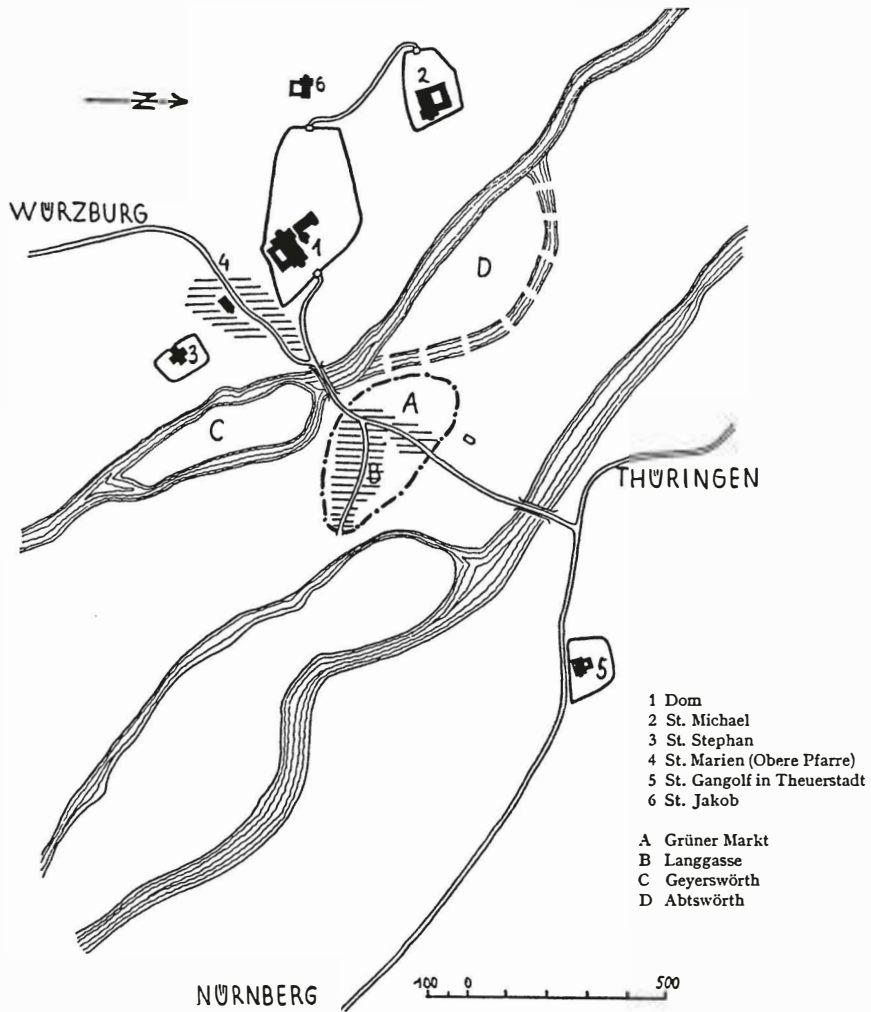 6
2
N
WÜRZBURG
1
4
D
3
A
C
B
THÜRINGEN
5
1 Dom
2 St. Michael
3 St. Stephan
4 St. Marien (Obere Pfarre)
5 St. Gangolf in Theuerstadt
6 St. Jakob
A Grüner Markt
B Langgasse
C Geyerswörth
D Abtswörth
100 0 500
NÜRNBERG